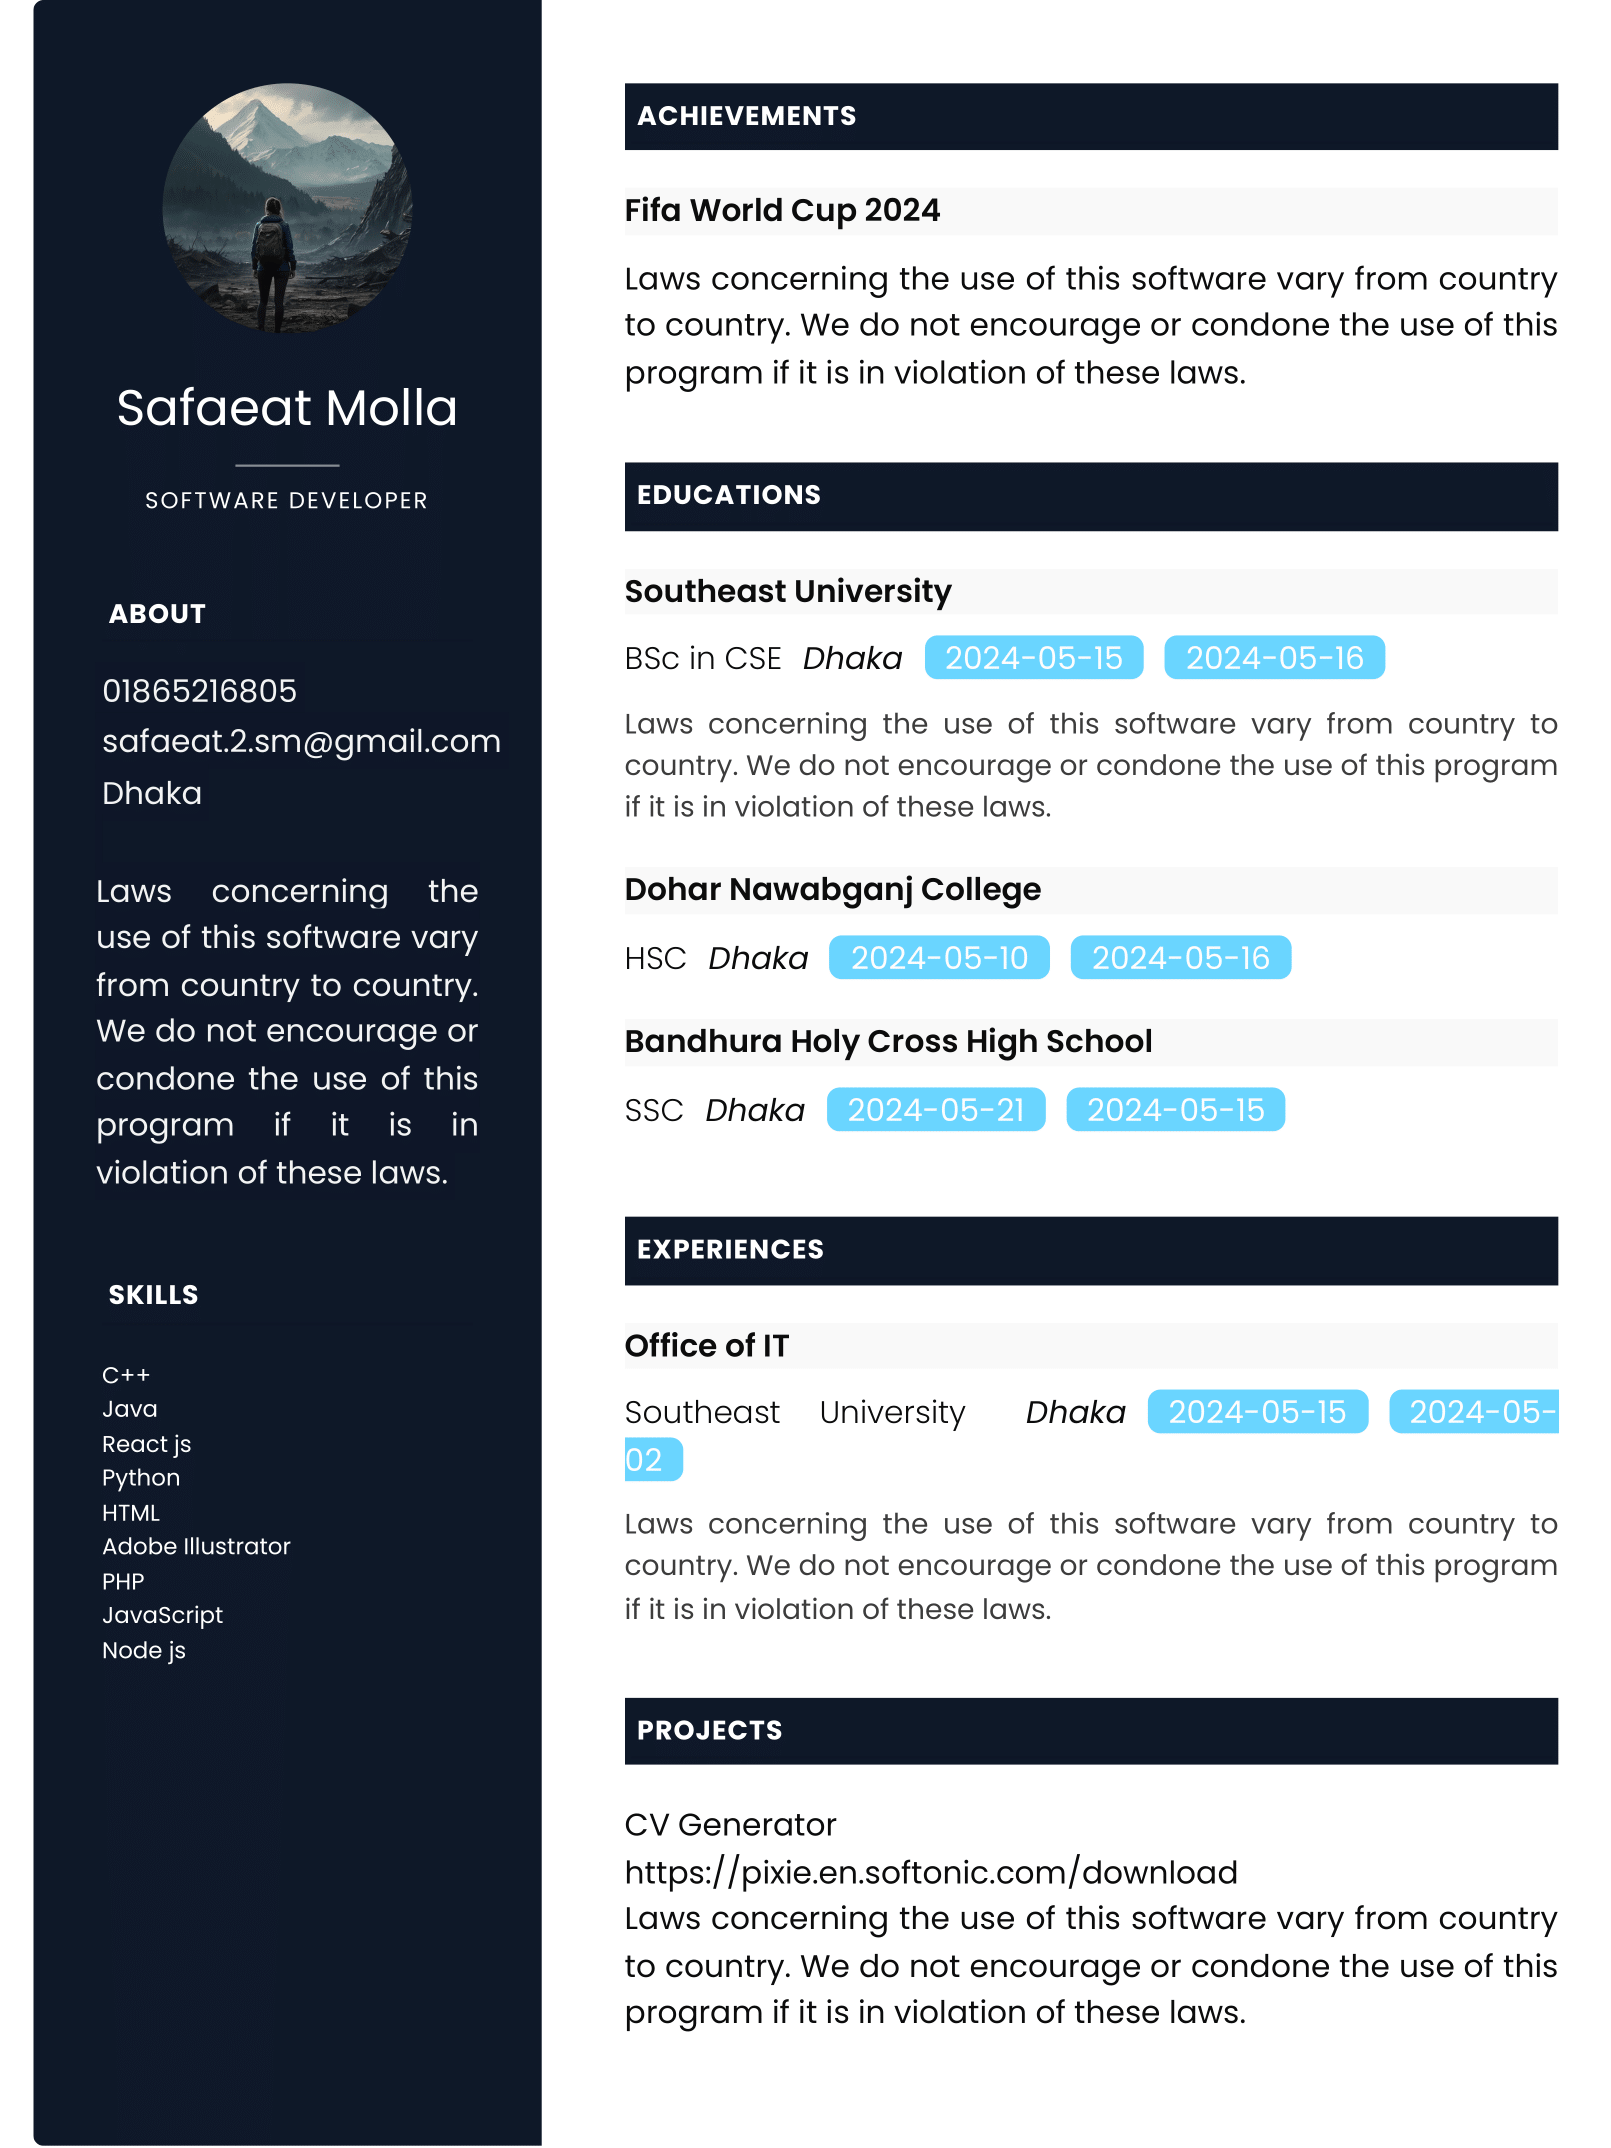 Safaeat Molla
SOFTWARE DEVELOPER
ABOUT
01865216805
safaeat.2.sm@gmail.com
Dhaka
Laws concerning the
use of this software vary
from country to country.
We do not encourage or
condone the use of this
program if it is in
violation of these laws.
SKILLS
C++
Java
React js
Python
HTML
Adobe Illustrator
PHP
JavaScript
Node js
ACHIEVEMENTS
Fifa World Cup 2024
Laws concerning the use of this software vary from country
to country. We do not encourage or condone the use of this
program if it is in violation of these laws.
EDUCATIONS
Southeast University
BSc in CSE Dhaka 2024-05-15 2024-05-16
Laws concerning the use of this software vary from country to
country. We do not encourage or condone the use of this program
if it is in violation of these laws.
Dohar Nawabganj College
HSC Dhaka 2024-05-10 2024-05-16
Bandhura Holy Cross High School
SSC Dhaka 2024-05-21 2024-05-15
EXPERIENCES
Office of IT
Southeast University Dhaka 2024-05-15 2024-05-
02
Laws concerning the use of this software vary from country to
country. We do not encourage or condone the use of this program
if it is in violation of these laws.
PROJECTS
CV Generator
https://pixie.en.softonic.com/download
Laws concerning the use of this software vary from country
to country. We do not encourage or condone the use of this
program if it is in violation of these laws.